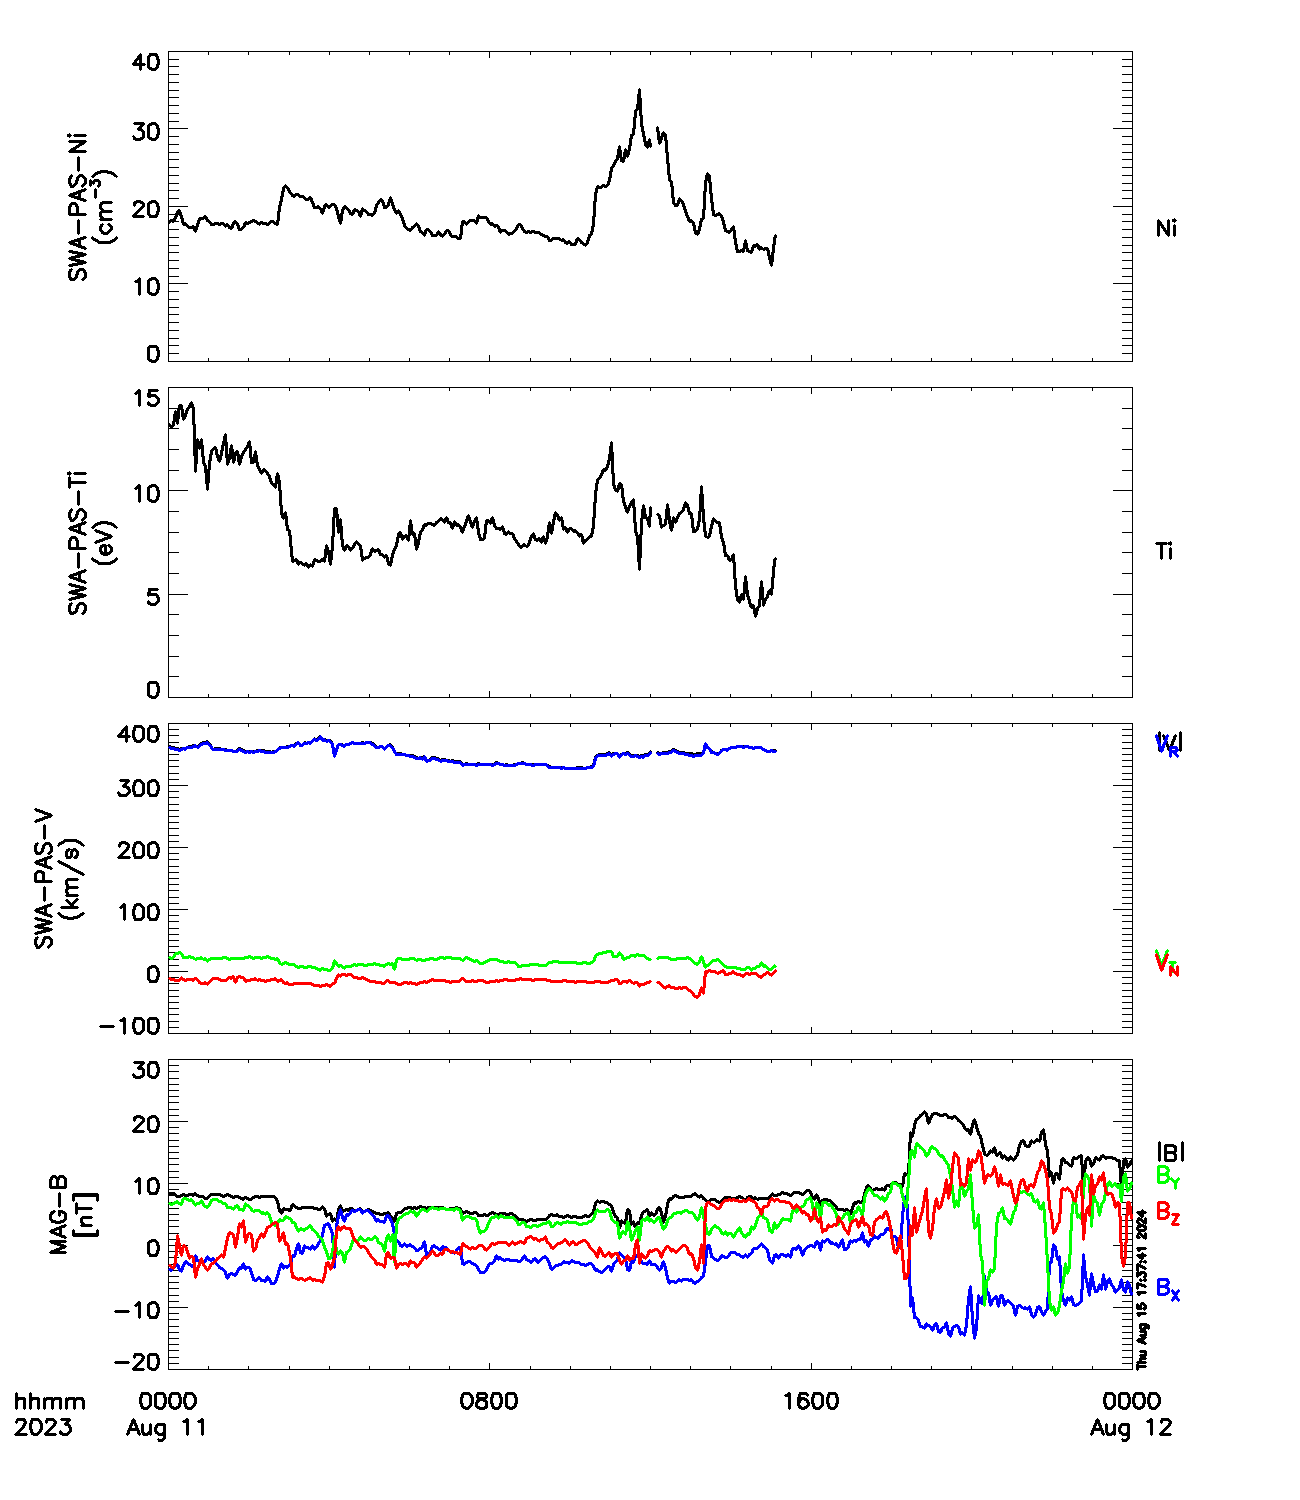 SWA-PAS-Ni
(cm⁻³)
40
30
20
10
0
Ni
SWA-PAS-Ti
(eV)
15
10
5
0
Ti
SWA-PAS-V
(km/s)
400
300
200
100
0
-100
|V|
V_R
V_T
V_N
MAG-B
[nT]
30
20
10
0
-10
-20
|B|
B_Y
B_Z
B_X
Thu Aug 15 17:37:41 2024
hhmm 0000 0800 1600 0000
2023 Aug 11 Aug 12